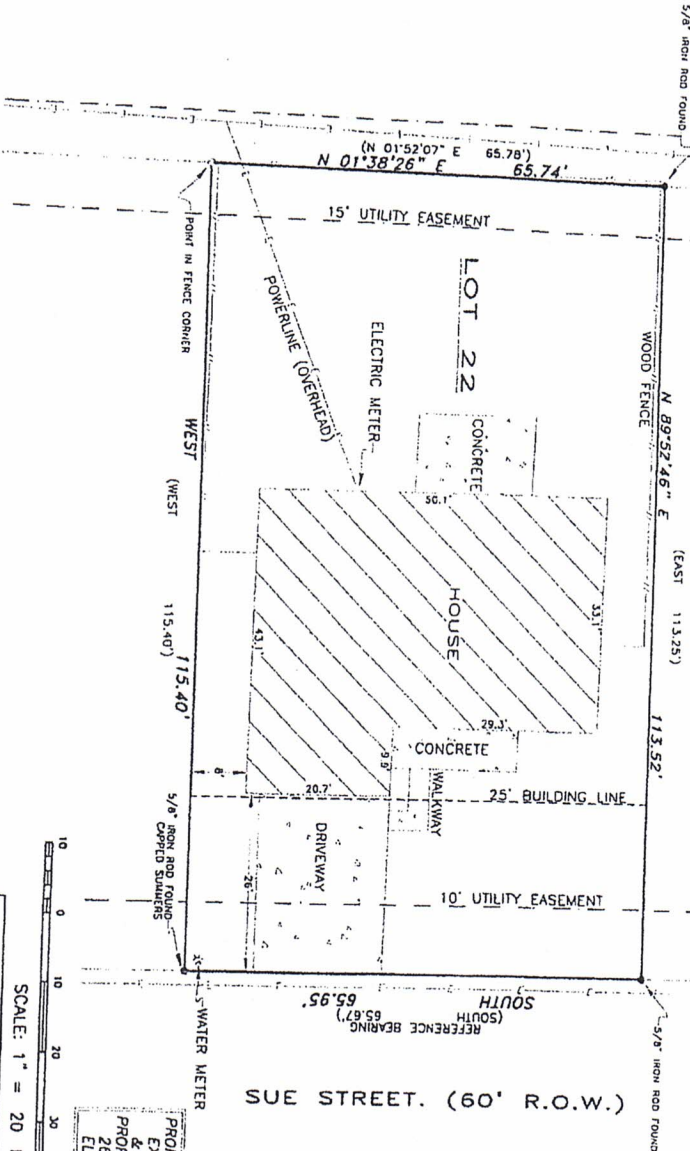 5/8" IRON ROD FOUND
(N 01°52'07" E 65.78')
N 01°38'26" E 65.74'
15' UTILITY EASEMENT
POINT IN FENCE CORNER
POWERLINE (OVERHEAD)
ELECTRIC METER
LOT 22
CONCRETE
WOOD FENCE
N 89°52'46" E 113.52'
(EAST 113.25')
WEST 115.40'
(WEST 115.40')
50.1'
HOUSE
33.1'
43.1'
29.3'
CONCRETE
9.9'
WALKWAY
8'
20.7'
25' BUILDING LINE
DRIVEWAY
26'
10' UTILITY EASEMENT
5/8" IRON ROD FOUND
CAPPED SUMMERS
SOUTH 65.95'
(SOUTH 65.67')
REFERENCE BEARING
5/8" IRON ROD FOUND
WATER METER
SUE STREET. (60' R.O.W.)
10 0 10 20 30
SCALE: 1" = 20
&